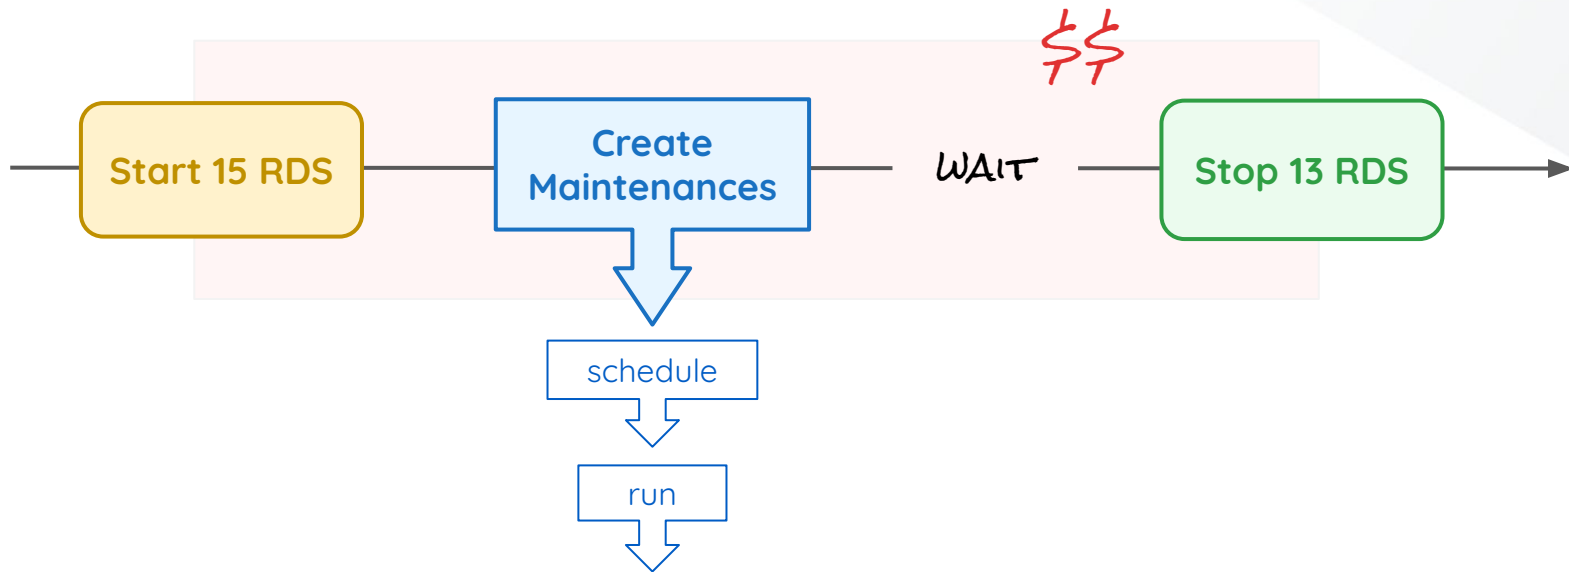 $$
Start 15 RDS
Create
Maintenances
WAIT
Stop 13 RDS
schedule
run